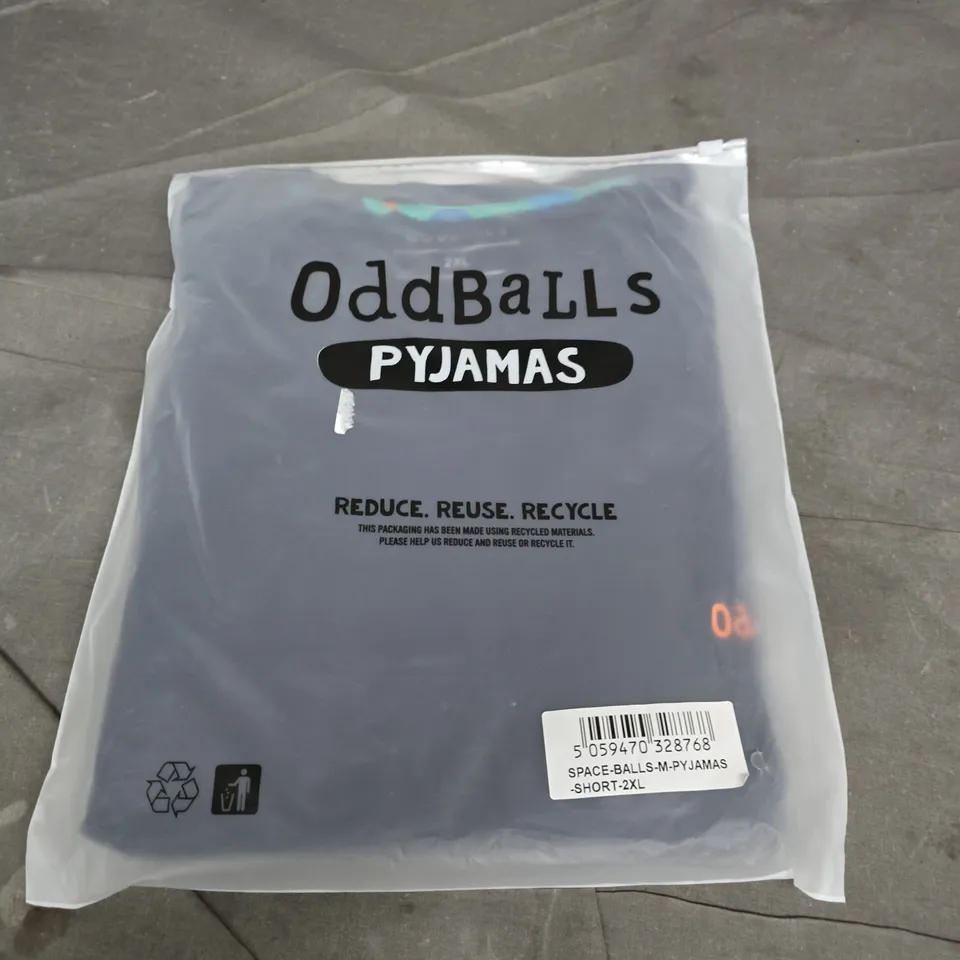 2XL
OddBaLLs
PYJAMAS
REDUCE. REUSE. RECYCLE
THIS PACKAGING HAS BEEN MADE USING RECYCLED MATERIALS.
PLEASE HELP US REDUCE AND REUSE OR RECYCLE IT.
5 059470 328768
SPACE-BALLS-M-PYJAMAS
-SHORT-2XL